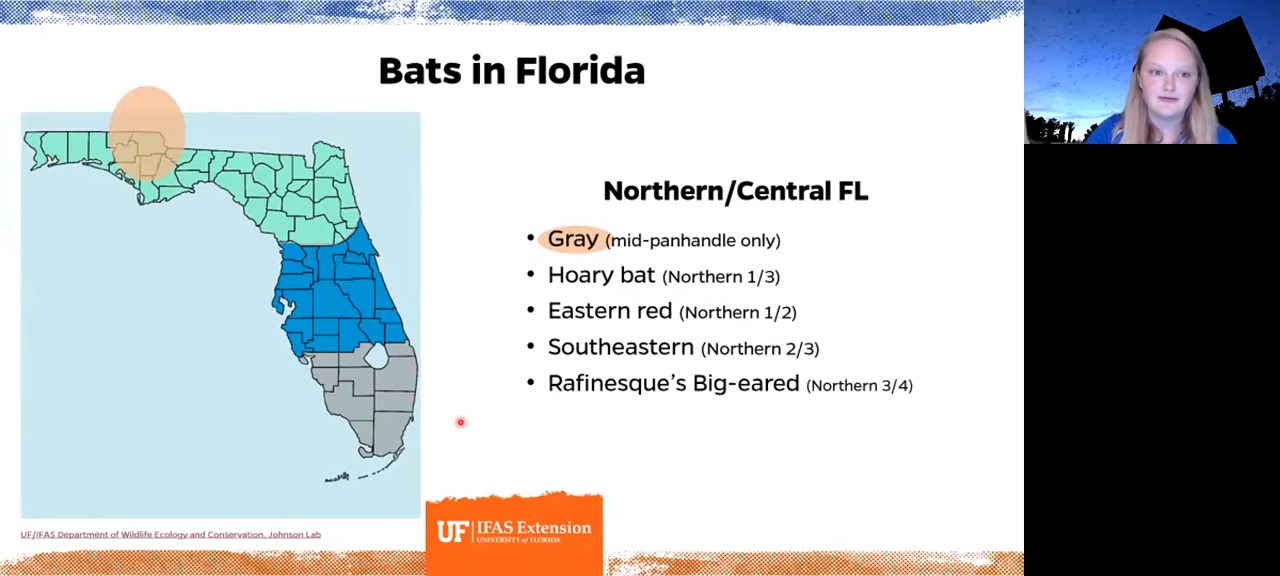 Bats in Florida
Northern/Central FL
• Gray (mid-panhandle only)
• Hoary bat (Northern 1/3)
• Eastern red (Northern 1/2)
• Southeastern (Northern 2/3)
• Rafinesque's Big-eared (Northern 3/4)
UF/IFAS Department of Wildlife Ecology and Conservation, Johnson Lab
UF | IFAS Extension
UNIVERSITY of FLORIDA